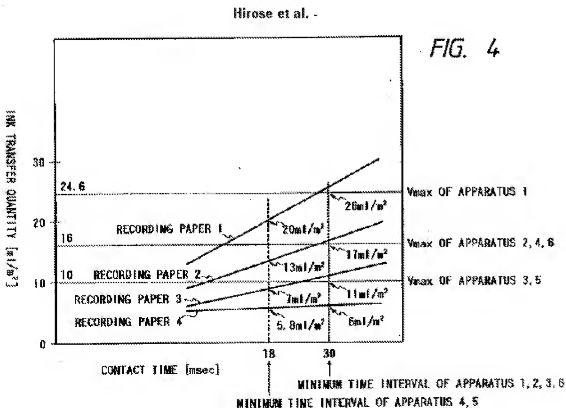 Hirose et al. -
FIG. 4
INK TRANSFER QUANTITY [ml/m²]
30
24.6
20
16
10
0
Vmax OF APPARATUS 1
Vmax OF APPARATUS 2,4,6
Vmax OF APPARATUS 3,5
RECORDING PAPER 1
RECORDING PAPER 2
RECORDING PAPER 3
RECORDING PAPER 4
20ml/m²
26ml/m²
13ml/m²
17ml/m²
7ml/m²
11ml/m²
5.8ml/m²
6ml/m²
CONTACT TIME [msec]
18
30
MINIMUM TIME INTERVAL OF APPARATUS 1,2,3,6
MINIMUM TIME INTERVAL OF APPARATUS 4,5